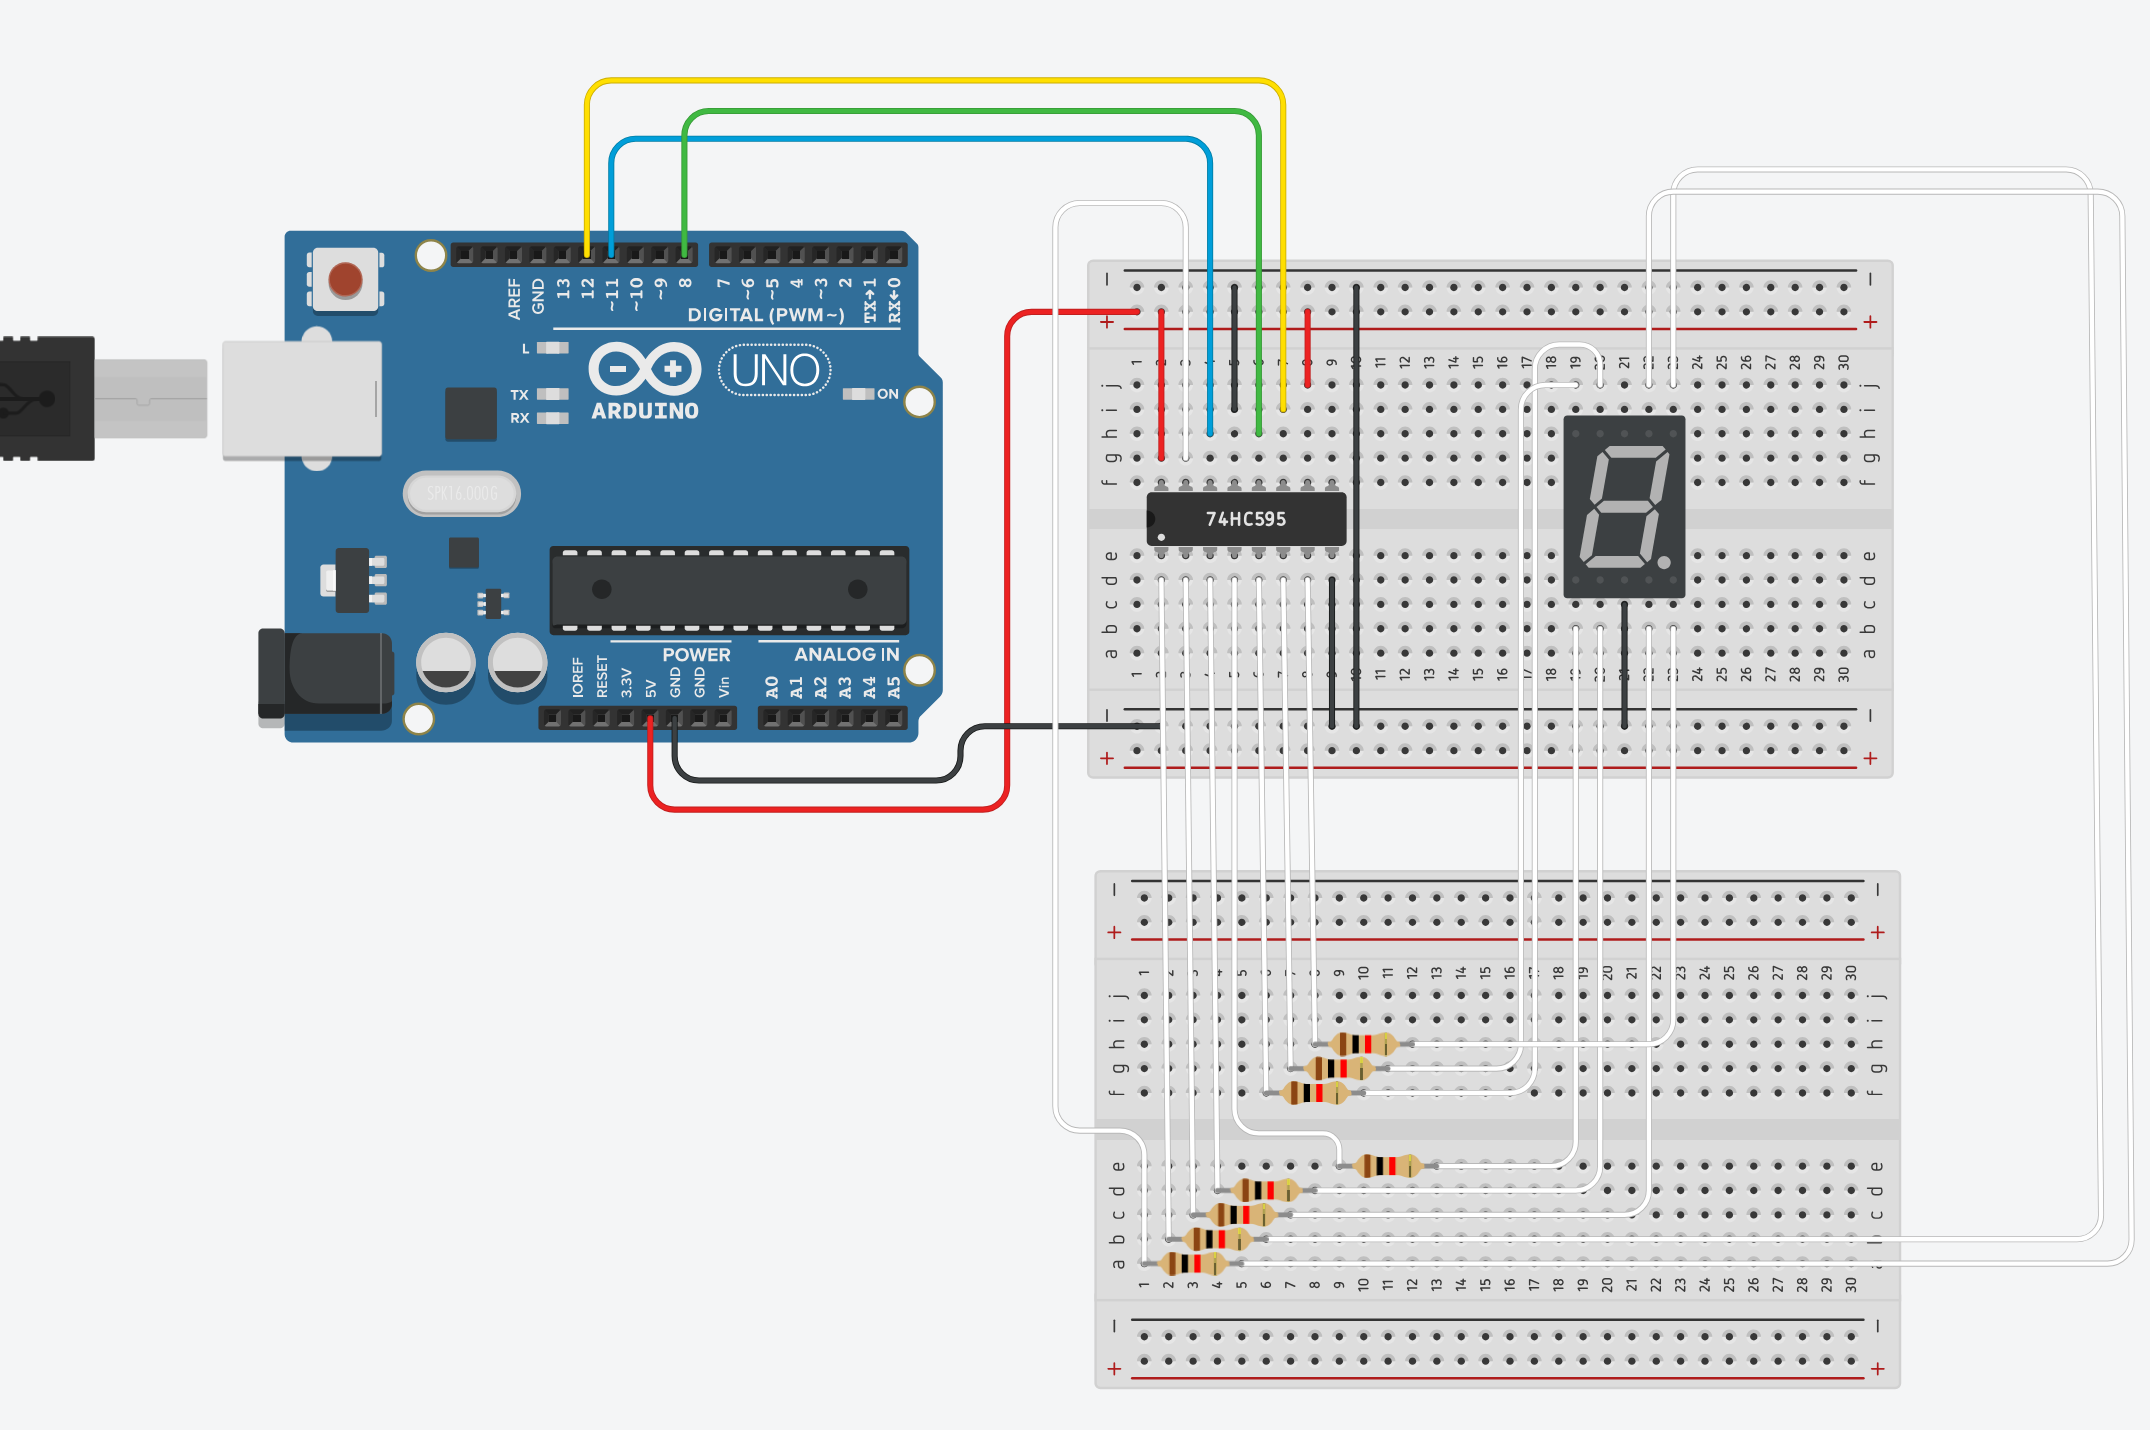 AREF
GND
13
12
~11
~10
~9
8
7
~6
~5
4
~3
2
TX→1
RX←0
DIGITAL (PWM ~)
L
TX
RX
UNO
ON
ARDUINO
SPK16.000G
POWER
ANALOG IN
IOREF
RESET
3.3V
5V
GND
GND
Vin
A0
A1
A2
A3
A4
A5
− −
+ +
1 2 3 4 5 6 7 8 9 10 11 12 13 14 15 16 17 18 19 20 21 22 23 24 25 26 27 28 29 30
j j
i i
h h
g g
f f
74HC595
e e
d d
c c
b b
a a
1 2 3 4 5 6 7 8 9 10 11 12 13 14 15 16 17 18 19 20 21 22 23 24 25 26 27 28 29 30
− −
+ +
− −
+ +
1 2 3 4 5 6 7 8 9 10 11 12 13 14 15 16 17 18 19 20 21 22 23 24 25 26 27 28 29 30
j j
i i
h h
g g
f f
e e
d d
c c
b b
a a
1 2 3 4 5 6 7 8 9 10 11 12 13 14 15 16 17 18 19 20 21 22 23 24 25 26 27 28 29 30
− −
+ +